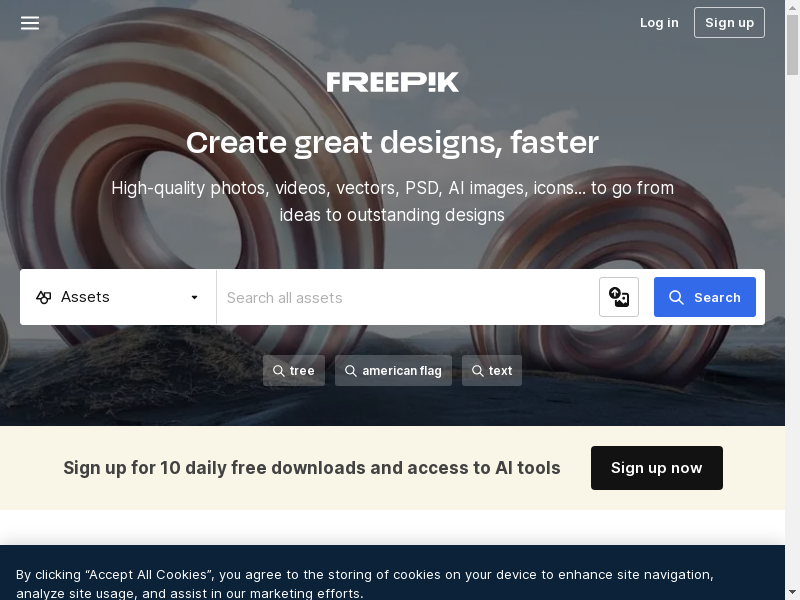 Log in
Sign up
FREEPIK
Create great designs, faster
High-quality photos, videos, vectors, PSD, AI images, icons... to go from
ideas to outstanding designs
Assets
Search all assets
Search
tree
american flag
text
Sign up for 10 daily free downloads and access to AI tools
Sign up now
By clicking “Accept All Cookies”, you agree to the storing of cookies on your device to enhance site navigation,
analyze site usage, and assist in our marketing efforts.